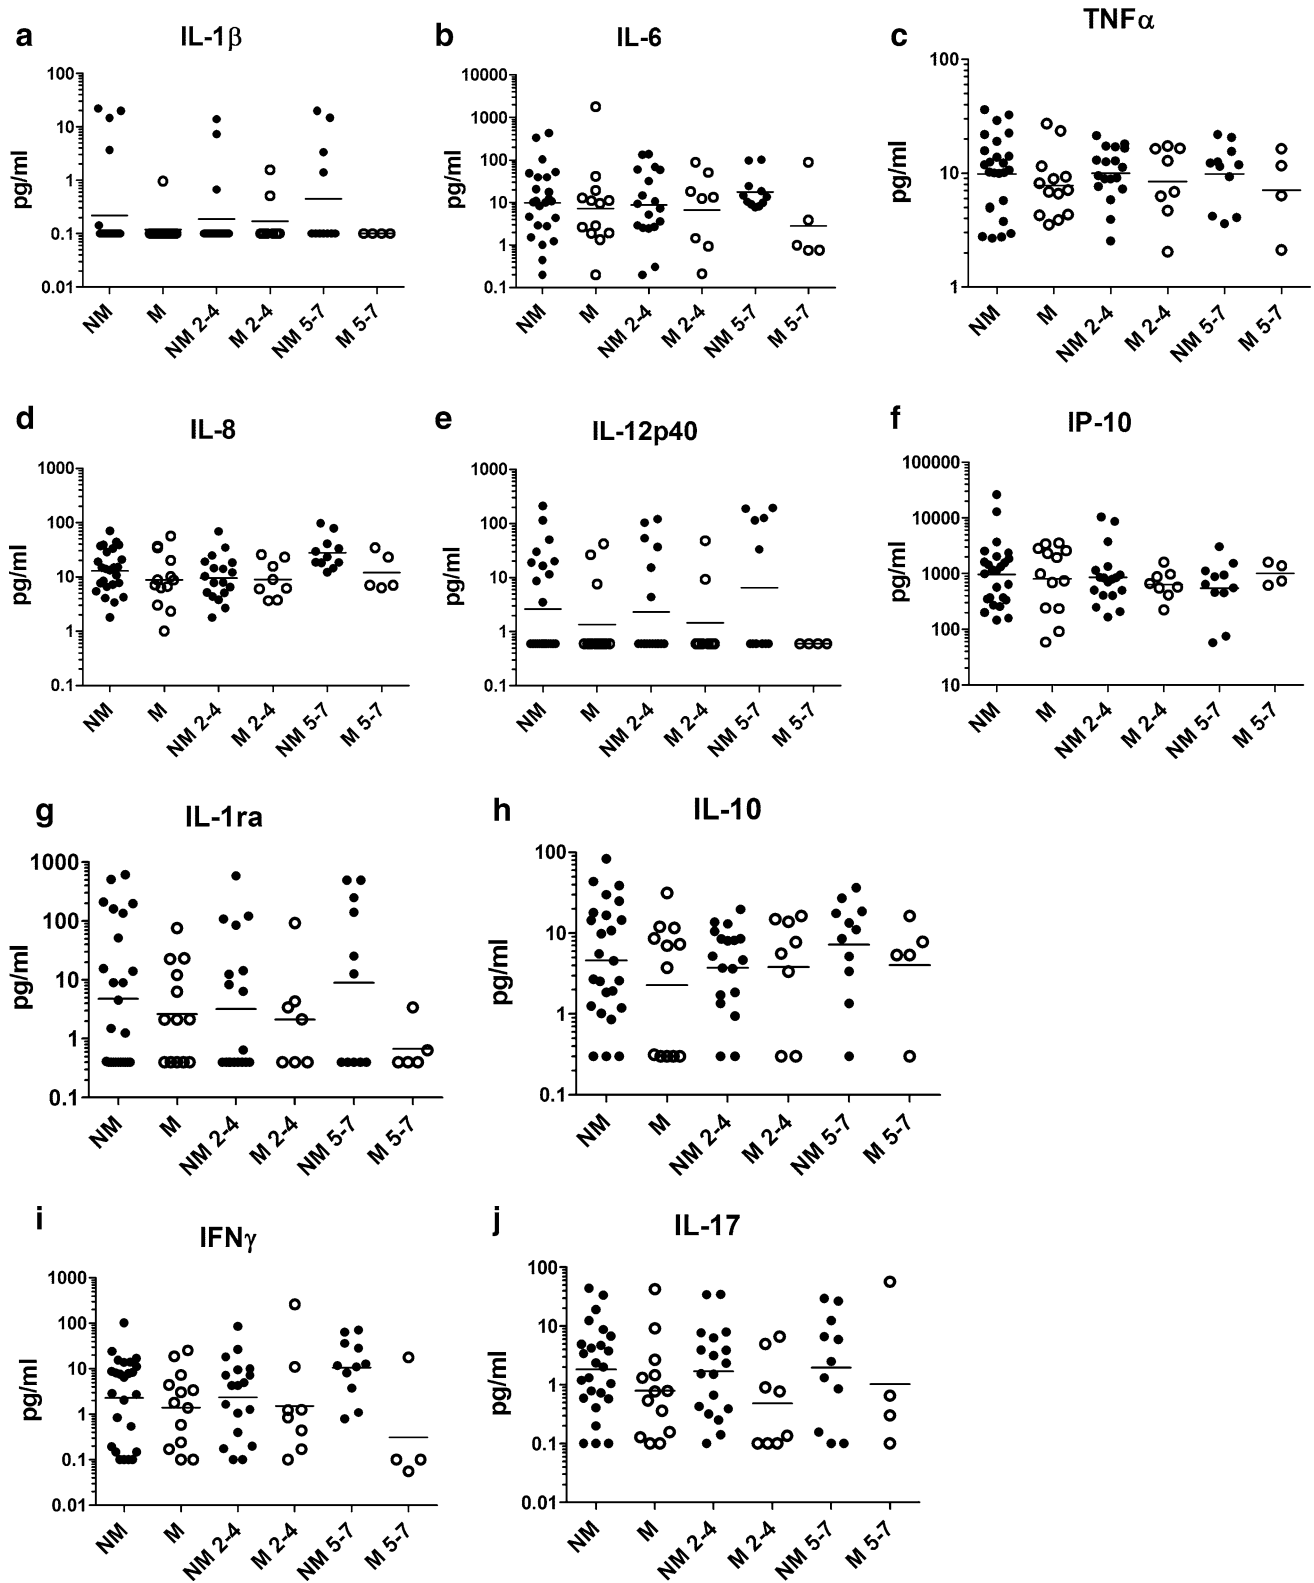 a
IL-1β
pg/ml
100
10
1
0.1
0.01
NM
M
NM 2-4
M 2-4
NM 5-7
M 5-7
b
IL-6
pg/ml
10000
1000
100
10
1
0.1
NM
M
NM 2-4
M 2-4
NM 5-7
M 5-7
c
TNFα
pg/ml
100
10
1
NM
M
NM 2-4
M 2-4
NM 5-7
M 5-7
d
IL-8
pg/ml
1000
100
10
1
0.1
NM
M
NM 2-4
M 2-4
NM 5-7
M 5-7
e
IL-12p40
pg/ml
1000
100
10
1
0.1
NM
M
NM 2-4
M 2-4
NM 5-7
M 5-7
f
IP-10
pg/ml
100000
10000
1000
100
10
NM
M
NM 2-4
M 2-4
NM 5-7
M 5-7
g
IL-1ra
pg/ml
1000
100
10
1
0.1
NM
M
NM 2-4
M 2-4
NM 5-7
M 5-7
h
IL-10
pg/ml
100
10
1
0.1
NM
M
NM 2-4
M 2-4
NM 5-7
M 5-7
i
IFNγ
pg/ml
1000
100
10
1
0.1
0.01
NM
M
NM 2-4
M 2-4
NM 5-7
M 5-7
j
IL-17
pg/ml
100
10
1
0.1
0.01
NM
M
NM 2-4
M 2-4
NM 5-7
M 5-7